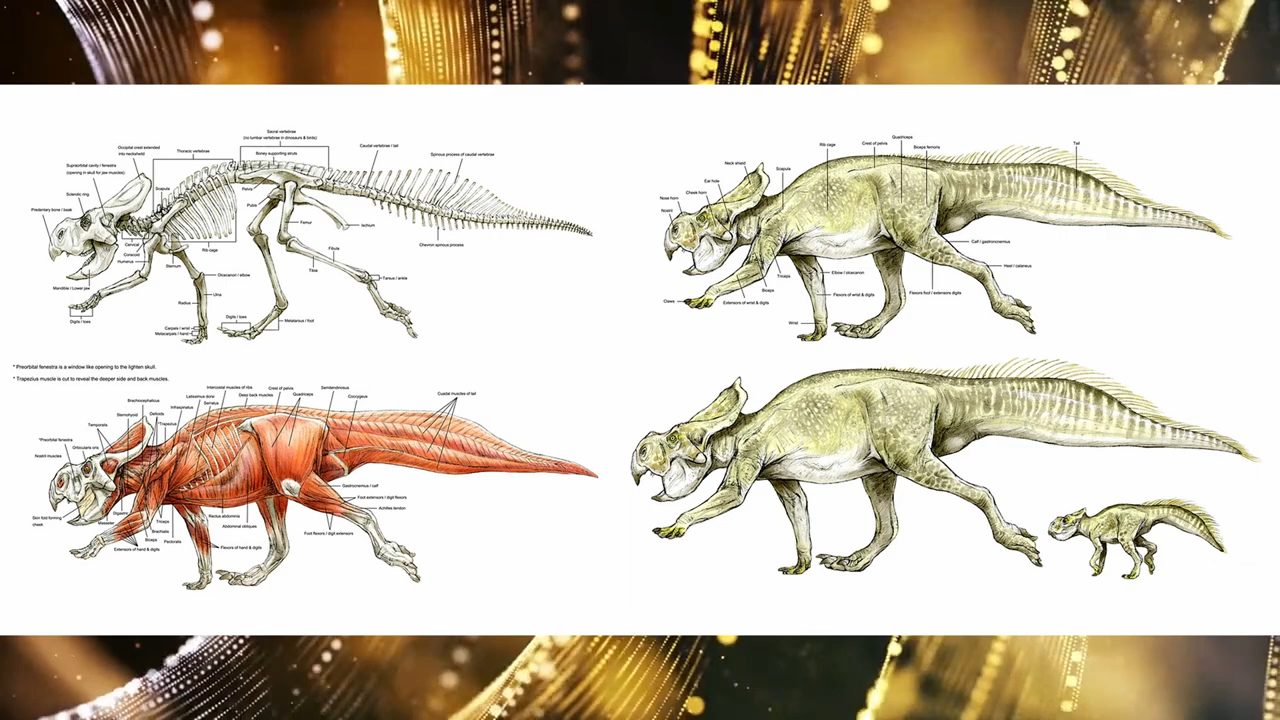 Sacral vertebrae
(no lumbar vertebrae in dinosaurs & birds)
Occipital crest extended
into neckshield
Thoracic vertebrae
Boney supporting struts
Caudal vertebrae / tail
Spinous process of caudal vertebrae
Supraorbital cavity / fenestra
(opening in skull for jaw muscles)
Scapula
Pelvis
Sclerotic ring
Pubis
Predentary bone / beak
Femur
Ischium
Cervical
Coracoid
Humerus
Rib cage
Chevron spinous process
Fibula
Sternum
Tibia
Mandible / Lower jaw
Olecranon / elbow
Tarsus / ankle
Ulna
Radius
Digits / toes
Digits / toes
Metatarsus / foot
Carpals / wrist
Metacarpals / hand
Quadriceps
Rib cage
Crest of pelvis
Biceps femoris
Tail
Neck shield
Scapula
Ear hole
Cheek horn
Nose horn
Nostril
Calf / gastrocnemius
Heel / calcaneus
Triceps
Elbow / olecranon
Biceps
Flexors foot / extensors digits
Flexors of wrist & digits
Claws
Extensors of wrist & digits
Wrist
* Preorbital fenestra is a window like opening to the lighten skull.
* Trapezius muscle is cut to reveal the deeper side and back muscles.
Intercostal muscles of ribs
Crest of pelvis
Semitendinosus
Latissimus dorsi
Deep back muscles
Quadriceps
Coccygeus
Caudal muscles of tail
Brachiocephalicus
Serratus
Infraspinatus
Sternohyoid
Deltoids
*Trapezius
Temporalis
*Preorbital fenestra
Orbicularis oris
Nostril muscles
Gastrocnemius / calf
Foot extensors / digit flexors
Achilles tendon
Skin fold forming
cheek
Digastric
Masseter
Triceps
Rectus abdominis
Abdominal obliques
Brachialis
Biceps
Pectoralis
Foot flexors / digit extensors
Extensors of hand & digits
Flexors of hand & digits